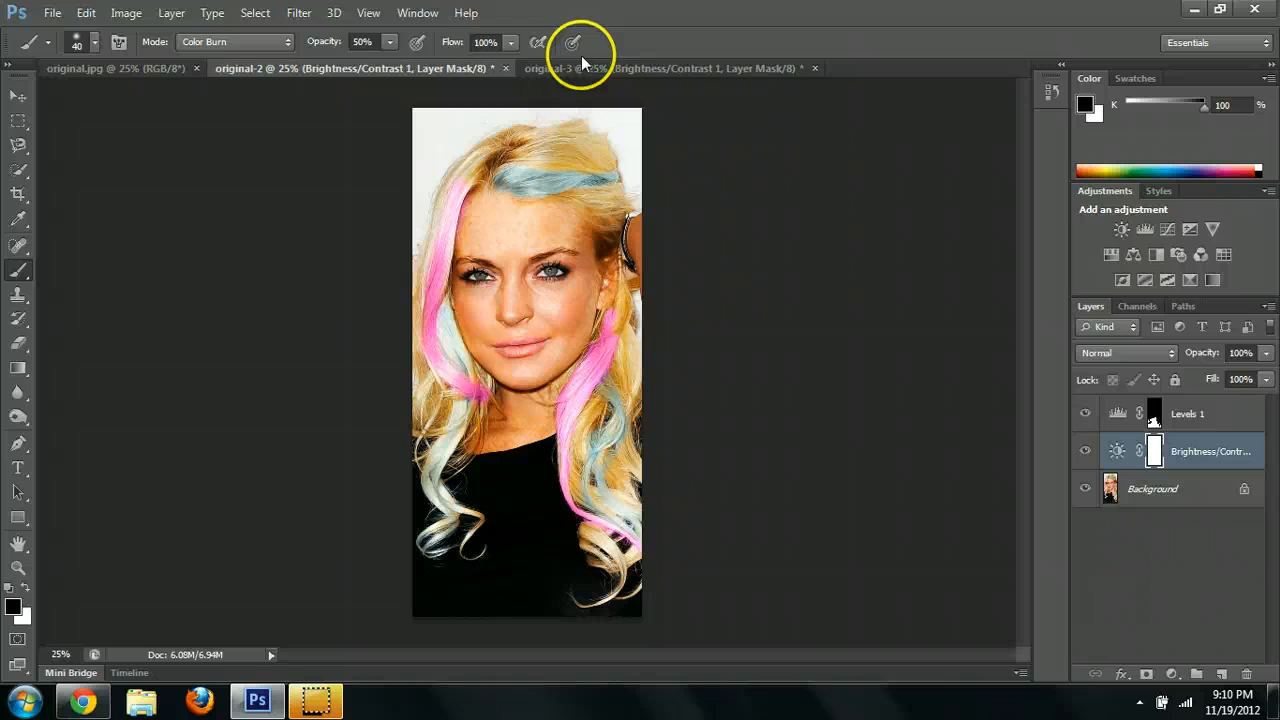 Ps File Edit Image Layer Type Select Filter 3D View Window Help
40 Mode: Color Burn Opacity: 50% Flow: 100% Essentials
original.jpg @ 25% (RGB/8*) × original-2 @ 25% (Brightness/Contrast 1, Layer Mask/8) * × original-3 @ 25% (Brightness/Contrast 1, Layer Mask/8) * ×
Color Swatches
K 100 %
Adjustments Styles
Add an adjustment
Layers Channels Paths
Kind
Normal Opacity: 100%
Lock: Fill: 100%
Levels 1
Brightness/Contr...
Background
25% Doc: 6.08M/6.94M
Mini Bridge Timeline
Ps 9:10 PM
11/19/2012